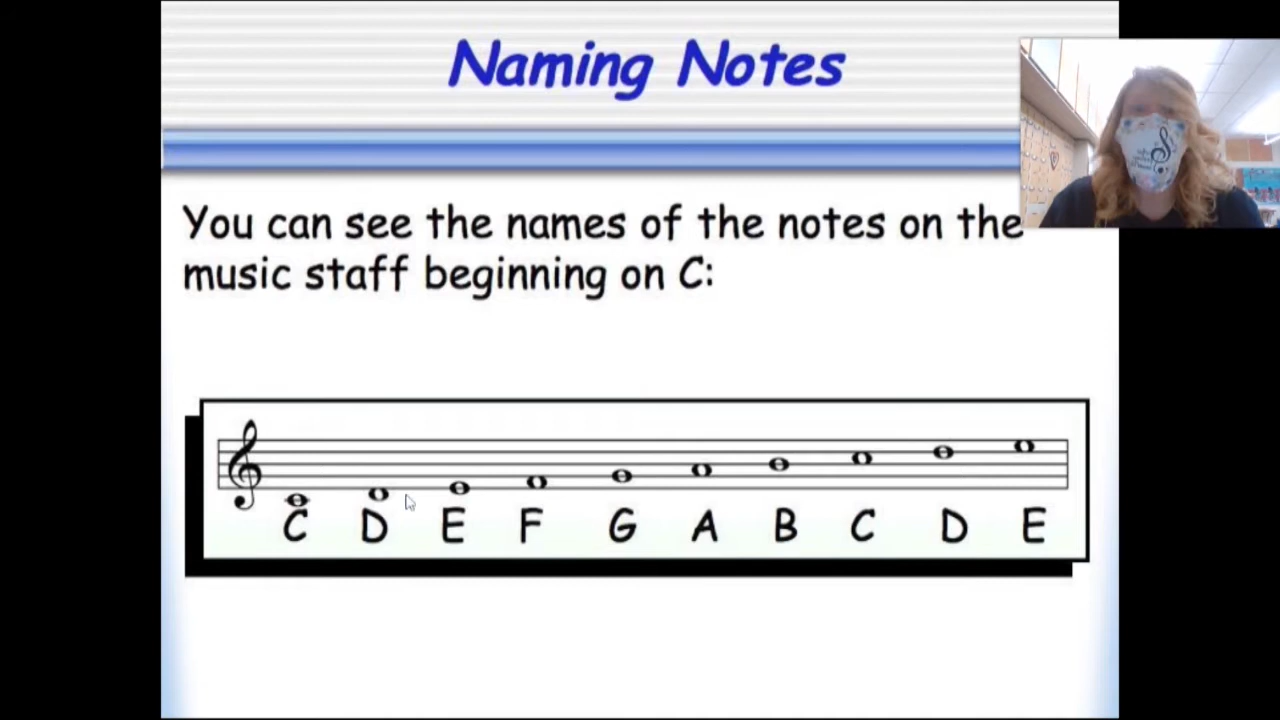 Naming Notes
You can see the names of the notes on the
music staff beginning on C:
C D E F G A B C D E